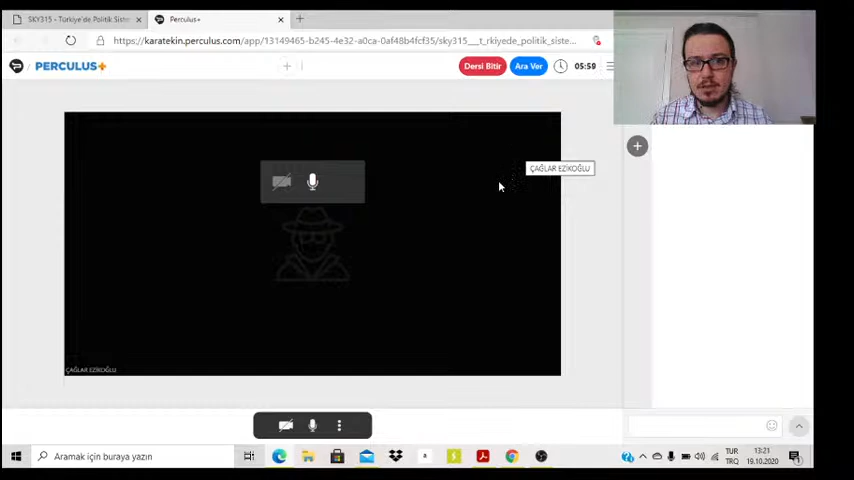 SKY315 - Türkiye'de Politik Siste
Perculus+
https://karatekin.perculus.com/app/13149465-b245-4e32-a0ca-0af48b4fcf35/sky315__t_rkiyede_politik_siste...
PERCULUS+
Dersi Bitir
Ara Ver
05:59
ÇAĞLAR EZİKOĞLU
ÇAĞLAR EZİKOĞLU
Aramak için buraya yazın
TUR
TRQ
13:21
19.10.2020